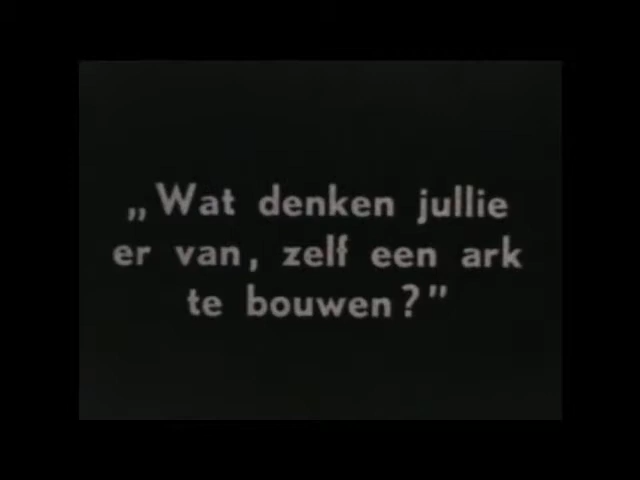 „Wat denken jullie
er van, zelf een ark
te bouwen?”